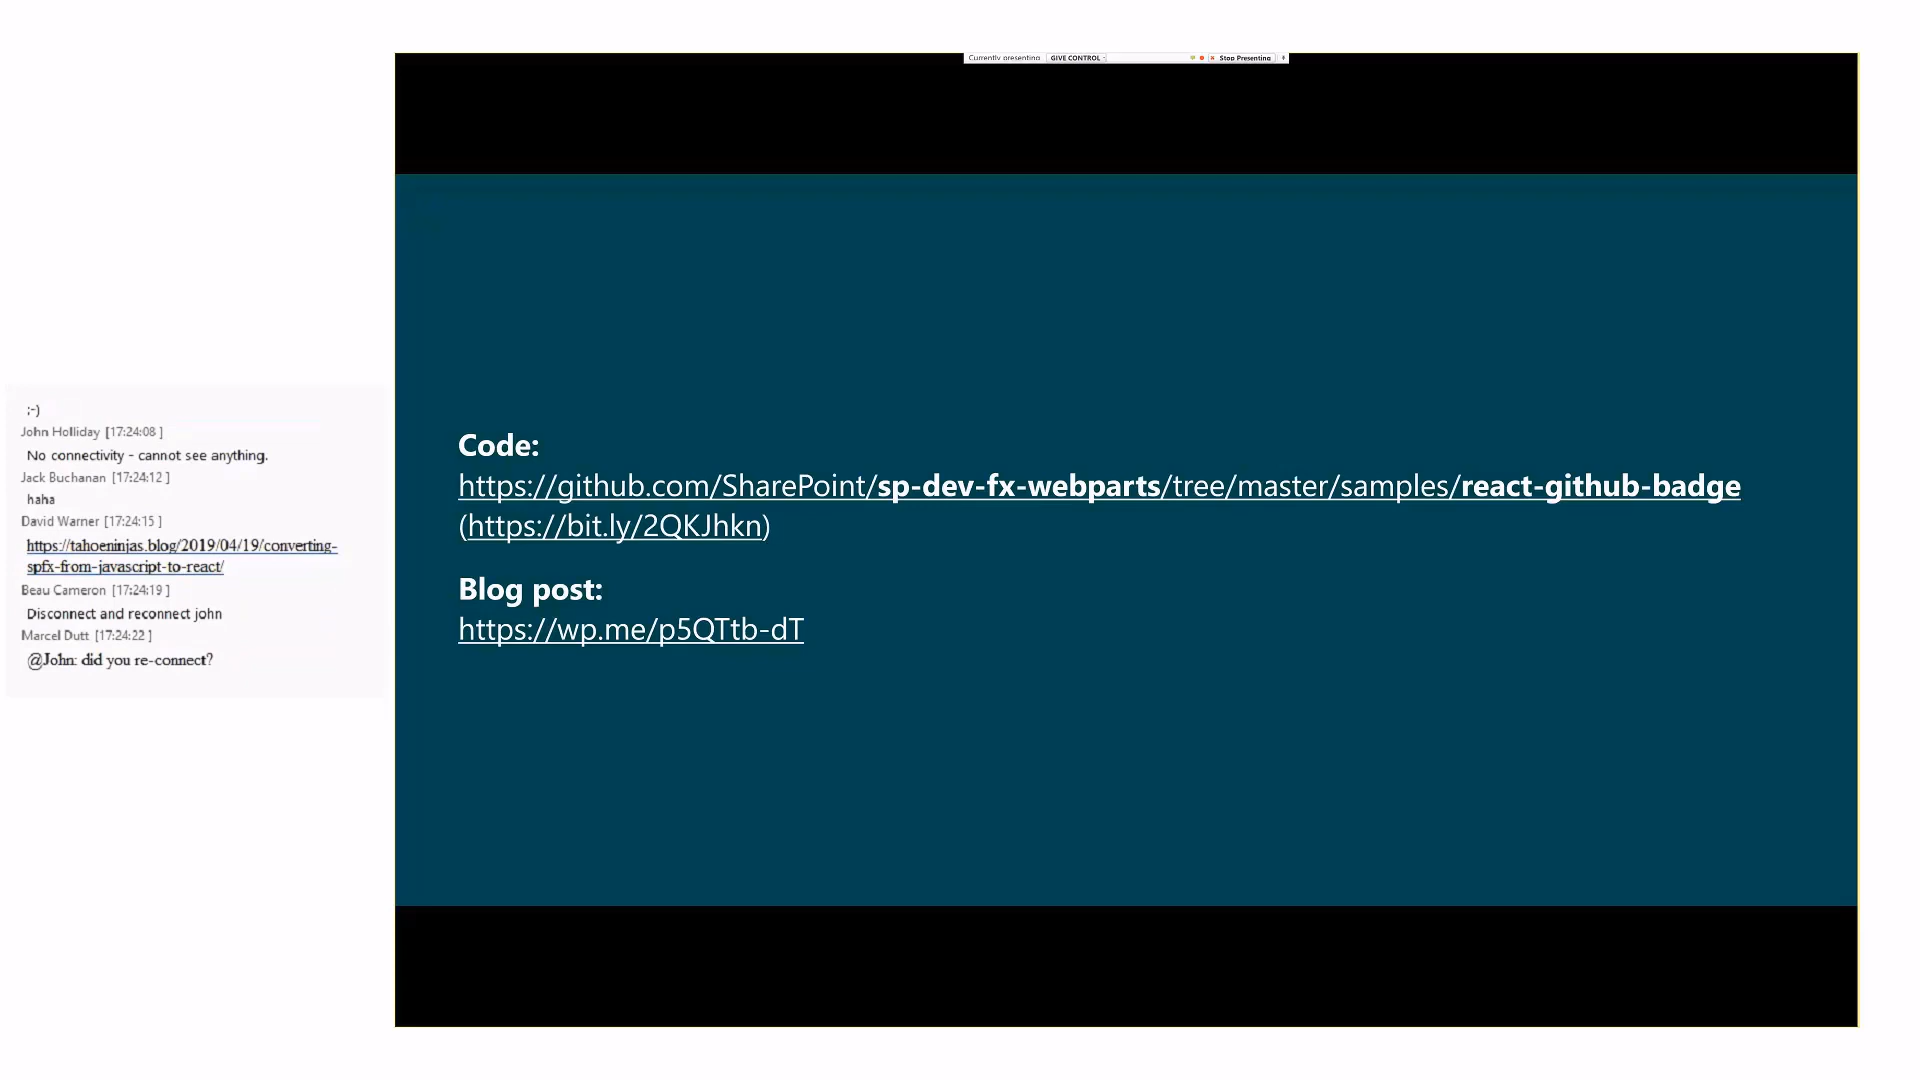 Currently presenting GIVE CONTROL Stop Presenting
;-)
John Holliday [17:24:08 ]
No connectivity - cannot see anything.
Jack Buchanan [17:24:12 ]
haha
David Warner [17:24:15 ]
https://tahoeninjas.blog/2019/04/19/converting-
spfx-from-javascript-to-react/
Beau Cameron [17:24:19 ]
Disconnect and reconnect john
Marcel Dutt [17:24:22 ]
@John: did you re-connect?
Code:
https://github.com/SharePoint/sp-dev-fx-webparts/tree/master/samples/react-github-badge
(https://bit.ly/2QKJhkn)
Blog post:
https://wp.me/p5QTtb-dT